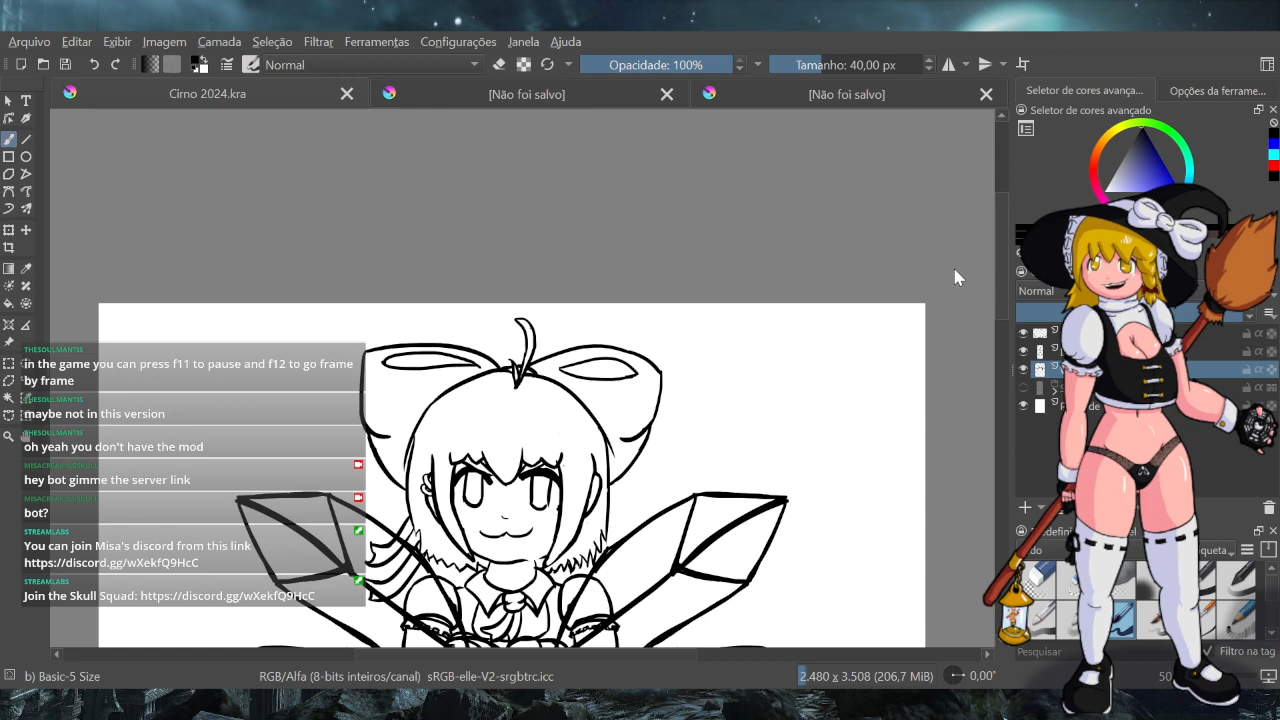 Arquivo Editar Exibir Imagem Camada Seleção Filtrar Ferramentas Configurações Janela Ajuda
Normal Opacidade: 100% Tamanho: 40,00 px
Cirno 2024.kra [Não foi salvo] [Não foi salvo]
Seletor de cores avança... Opções da ferrame...
Seletor de cores avançado
Normal
THESOULMANTIS
in the game you can press f11 to pause and f12 to go frame
by frame
THESOULMANTIS
maybe not in this version
THESOULMANTIS
oh yeah you don't have the mod
hey bot gimme the server link
bot?
STREAMLABS
You can join Misa's discord from this link
https://discord.gg/wXekfQ9HcC
STREAMLABS
Join the Skull Squad: https://discord.gg/wXekfQ9HcC
Pesquisar Filtro na tag
b) Basic-5 Size RGB/Alfa (8-bits inteiros/canal) sRGB-elle-V2-srgbtrc.icc 2.480 x 3.508 (206,7 MiB) 0,00° 50